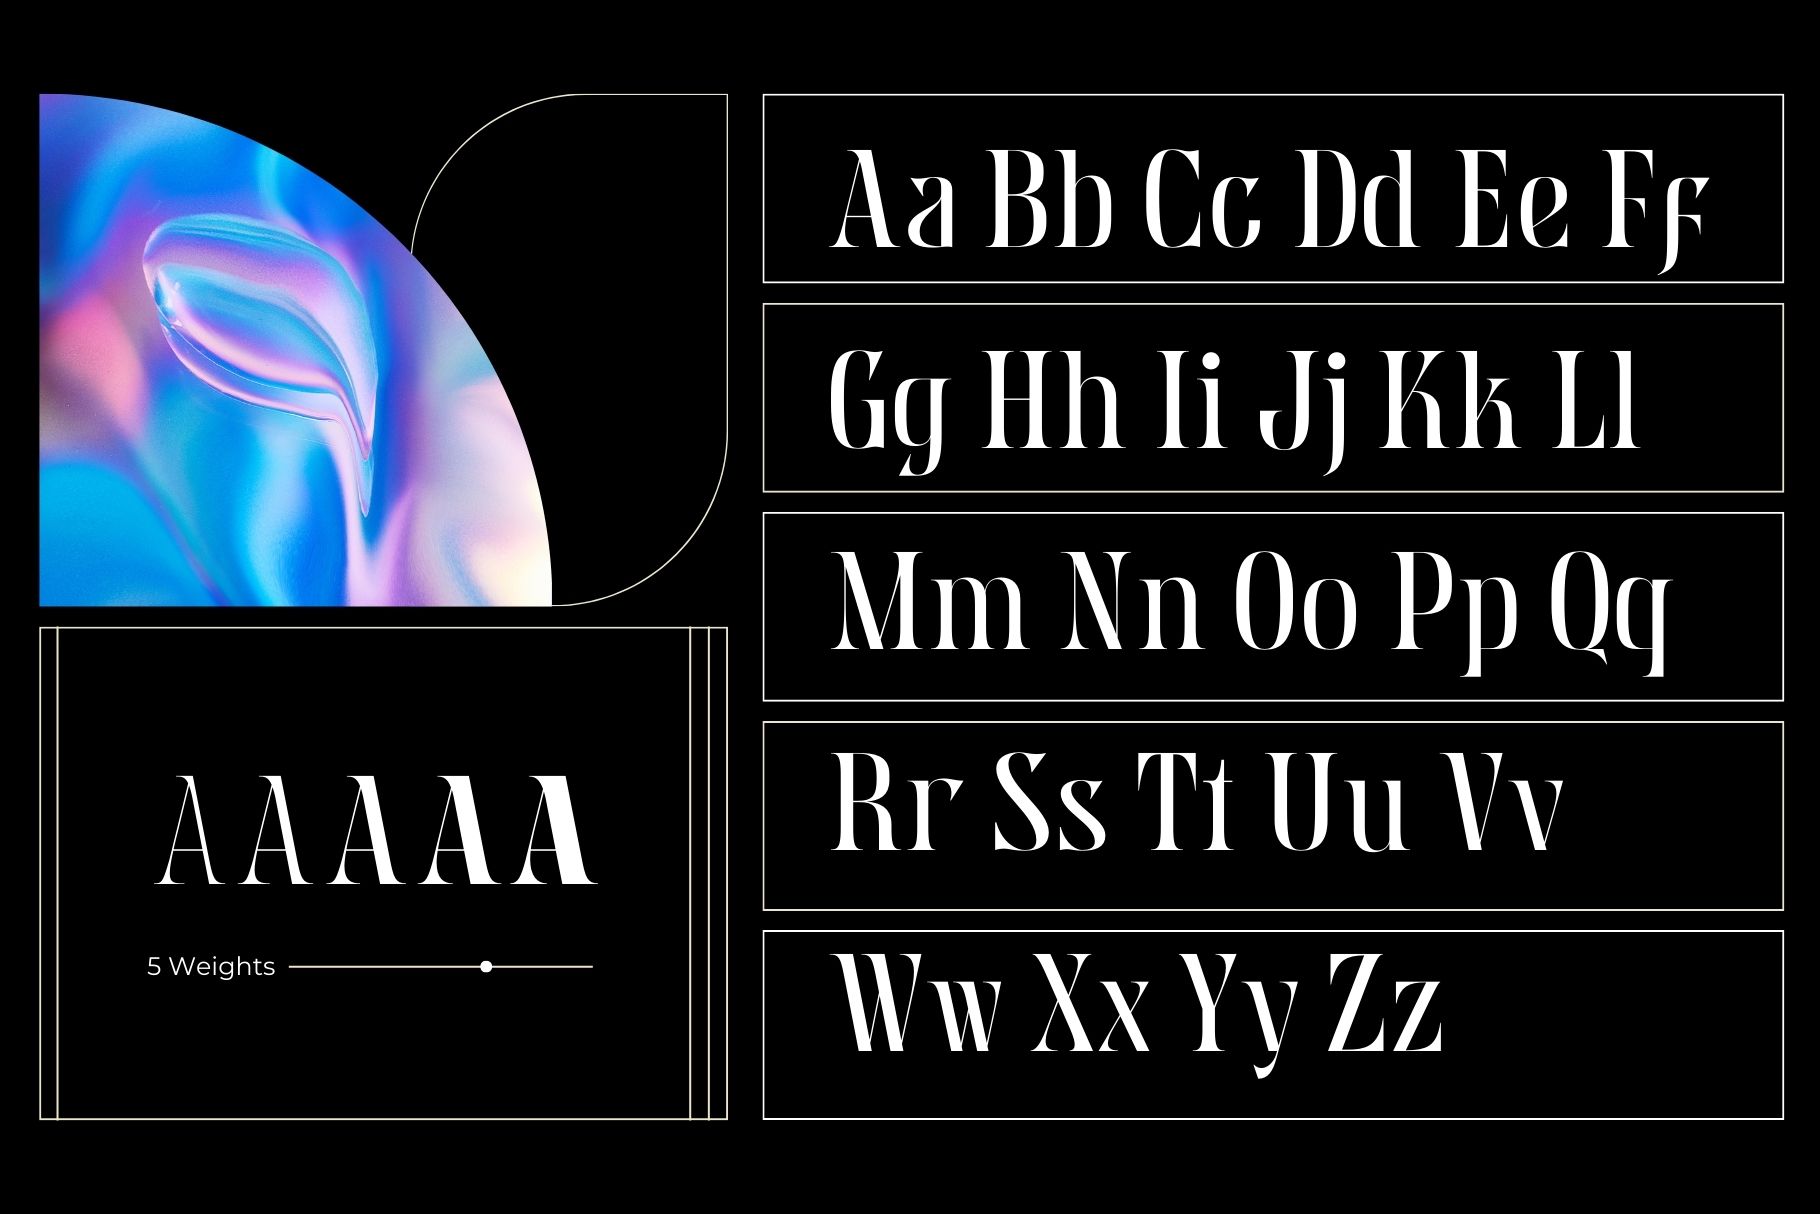 Aa Bb Cc Dd Ee Ff
Gg Hh Ii Jj Kk Ll
Mm Nn Oo Pp Qq
Rr Ss Tt Uu Vv
Ww Xx Yy Zz
AAAAA
5 Weights